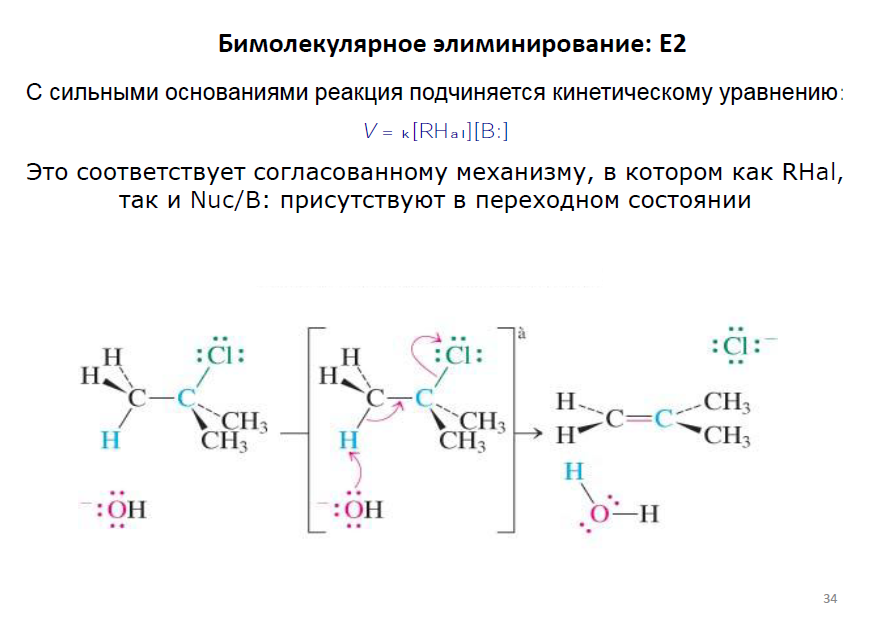 Бимолекулярное элиминирование: E2
С сильными основаниями реакция подчиняется кинетическому уравнению:
V = k[RHal][B:]
Это соответствует согласованному механизму, в котором как RHal,
так и Nuc/B: присутствуют в переходном состоянии
H
H
C
C
:Cl:
CH3
CH3
H
−:OH
H
H
C
C
:Cl:
CH3
CH3
H
−:OH
à
:Cl:−
H
H
C=C
CH3
CH3
H
O—H
34